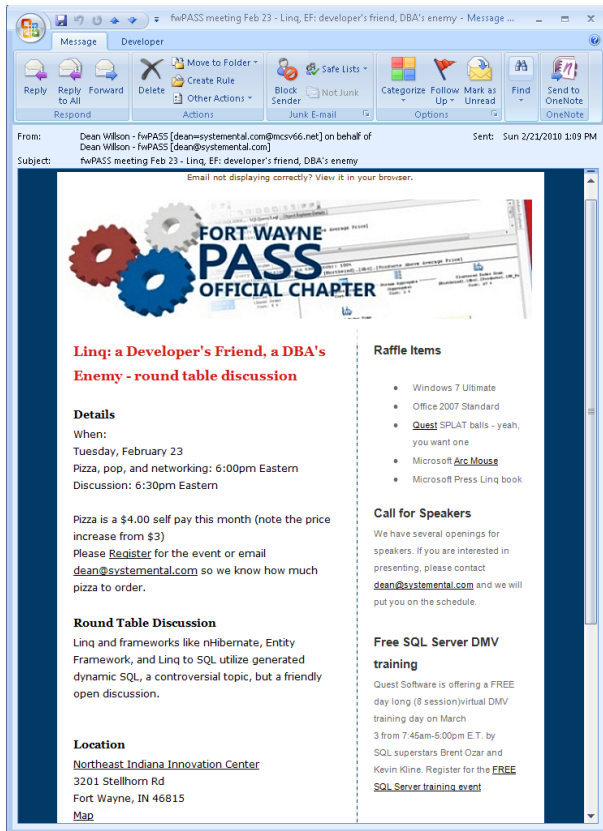 fwPASS meeting Feb 23 - Linq, EF: developer's friend, DBA's enemy - Message ...
Message
Developer
Reply
Reply to All
Forward
Respond
Delete
Move to Folder
Create Rule
Other Actions
Actions
Block Sender
Safe Lists
Not Junk
Junk E-mail
Categorize
Follow Up
Mark as Unread
Options
Find
Send to OneNote
OneNote
From: Dean Willson - fwPASS [dean=systemental.com@mcsv66.net] on behalf of
Dean Willson - fwPASS [dean@systemental.com]
Sent: Sun 2/21/2010 1:09 PM
Subject: fwPASS meeting Feb 23 - Linq, EF: developer's friend, DBA's enemy
Email not displaying correctly? View it in your browser.
FORT WAYNE
PASS
OFFICIAL CHAPTER
Linq: a Developer's Friend, a DBA's
Enemy - round table discussion
Details
When:
Tuesday, February 23
Pizza, pop, and networking: 6:00pm Eastern
Discussion: 6:30pm Eastern
Pizza is a $4.00 self pay this month (note the price
increase from $3)
Please Register for the event or email
dean@systemental.com so we know how much
pizza to order.
Round Table Discussion
Linq and frameworks like nHibernate, Entity
Framework, and Linq to SQL utilize generated
dynamic SQL, a controversial topic, but a friendly
open discussion.
Location
Northeast Indiana Innovation Center
3201 Stellhorn Rd
Fort Wayne, IN 46815
Map
Raffle Items
Windows 7 Ultimate
Office 2007 Standard
Quest SPLAT balls - yeah,
you want one
Microsoft Arc Mouse
Microsoft Press Linq book
Call for Speakers
We have several openings for
speakers. If you are interested in
presenting, please contact
dean@systemental.com and we will
put you on the schedule.
Free SQL Server DMV
training
Quest Software is offering a FREE
day long (8 session)virtual DMV
training day on March
3 from 7:45am-5:00pm E.T. by
SQL superstars Brent Ozar and
Kevin Kline. Register for the FREE
SQL Server training event